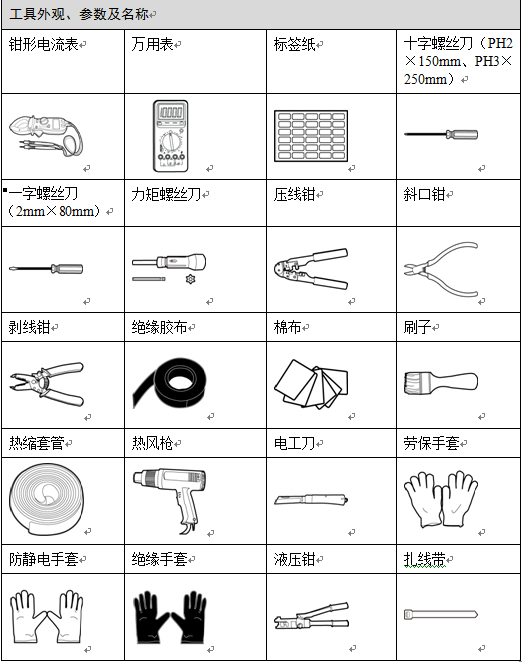 工具外观、参数及名称
钳形电流表
万用表
标签纸
十字螺丝刀（PH2
×150mm、PH3×
250mm）
一字螺丝刀
（2mm×80mm）
力矩螺丝刀
压线钳
斜口钳
剥线钳
绝缘胶布
棉布
刷子
热缩套管
热风枪
电工刀
劳保手套
防静电手套
绝缘手套
液压钳
扎线带